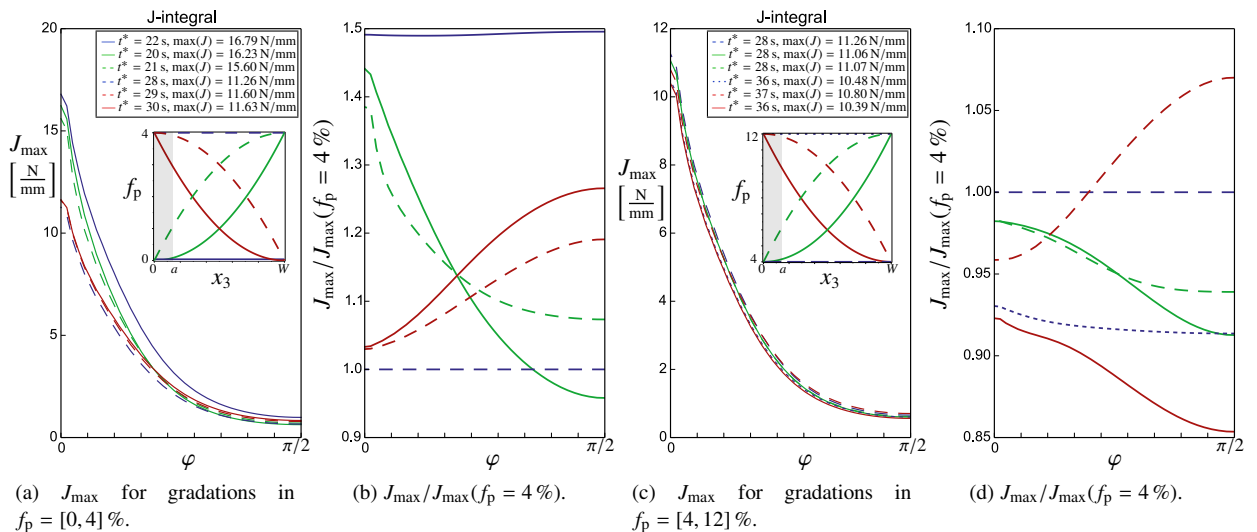 J-integral
20
15
10
5
0
J_max
[N/mm]
t* = 22 s, max(J) = 16.79 N/mm
t* = 20 s, max(J) = 16.23 N/mm
t* = 21 s, max(J) = 15.60 N/mm
t* = 28 s, max(J) = 11.26 N/mm
t* = 29 s, max(J) = 11.60 N/mm
t* = 30 s, max(J) = 11.63 N/mm
4
f_p
0
0 a W
x_3
0 π/2
φ
1.5
1.4
1.3
1.2
1.1
1.0
0.9
J_max/J_max(f_p = 4 %)
0 π/2
φ
J-integral
12
10
8
6
4
2
0
J_max
[N/mm]
t* = 28 s, max(J) = 11.26 N/mm
t* = 28 s, max(J) = 11.06 N/mm
t* = 28 s, max(J) = 11.07 N/mm
t* = 36 s, max(J) = 10.48 N/mm
t* = 37 s, max(J) = 10.80 N/mm
t* = 36 s, max(J) = 10.39 N/mm
12
f_p
4
0 a W
x_3
0 π/2
φ
1.10
1.05
1.00
0.95
0.90
0.85
J_max/J_max(f_p = 4 %)
0 π/2
φ
(a) J_max for gradations in
f_p = [0, 4] %.
(b) J_max/J_max(f_p = 4 %).
(c) J_max for gradations in
f_p = [4, 12] %.
(d) J_max/J_max(f_p = 4 %).